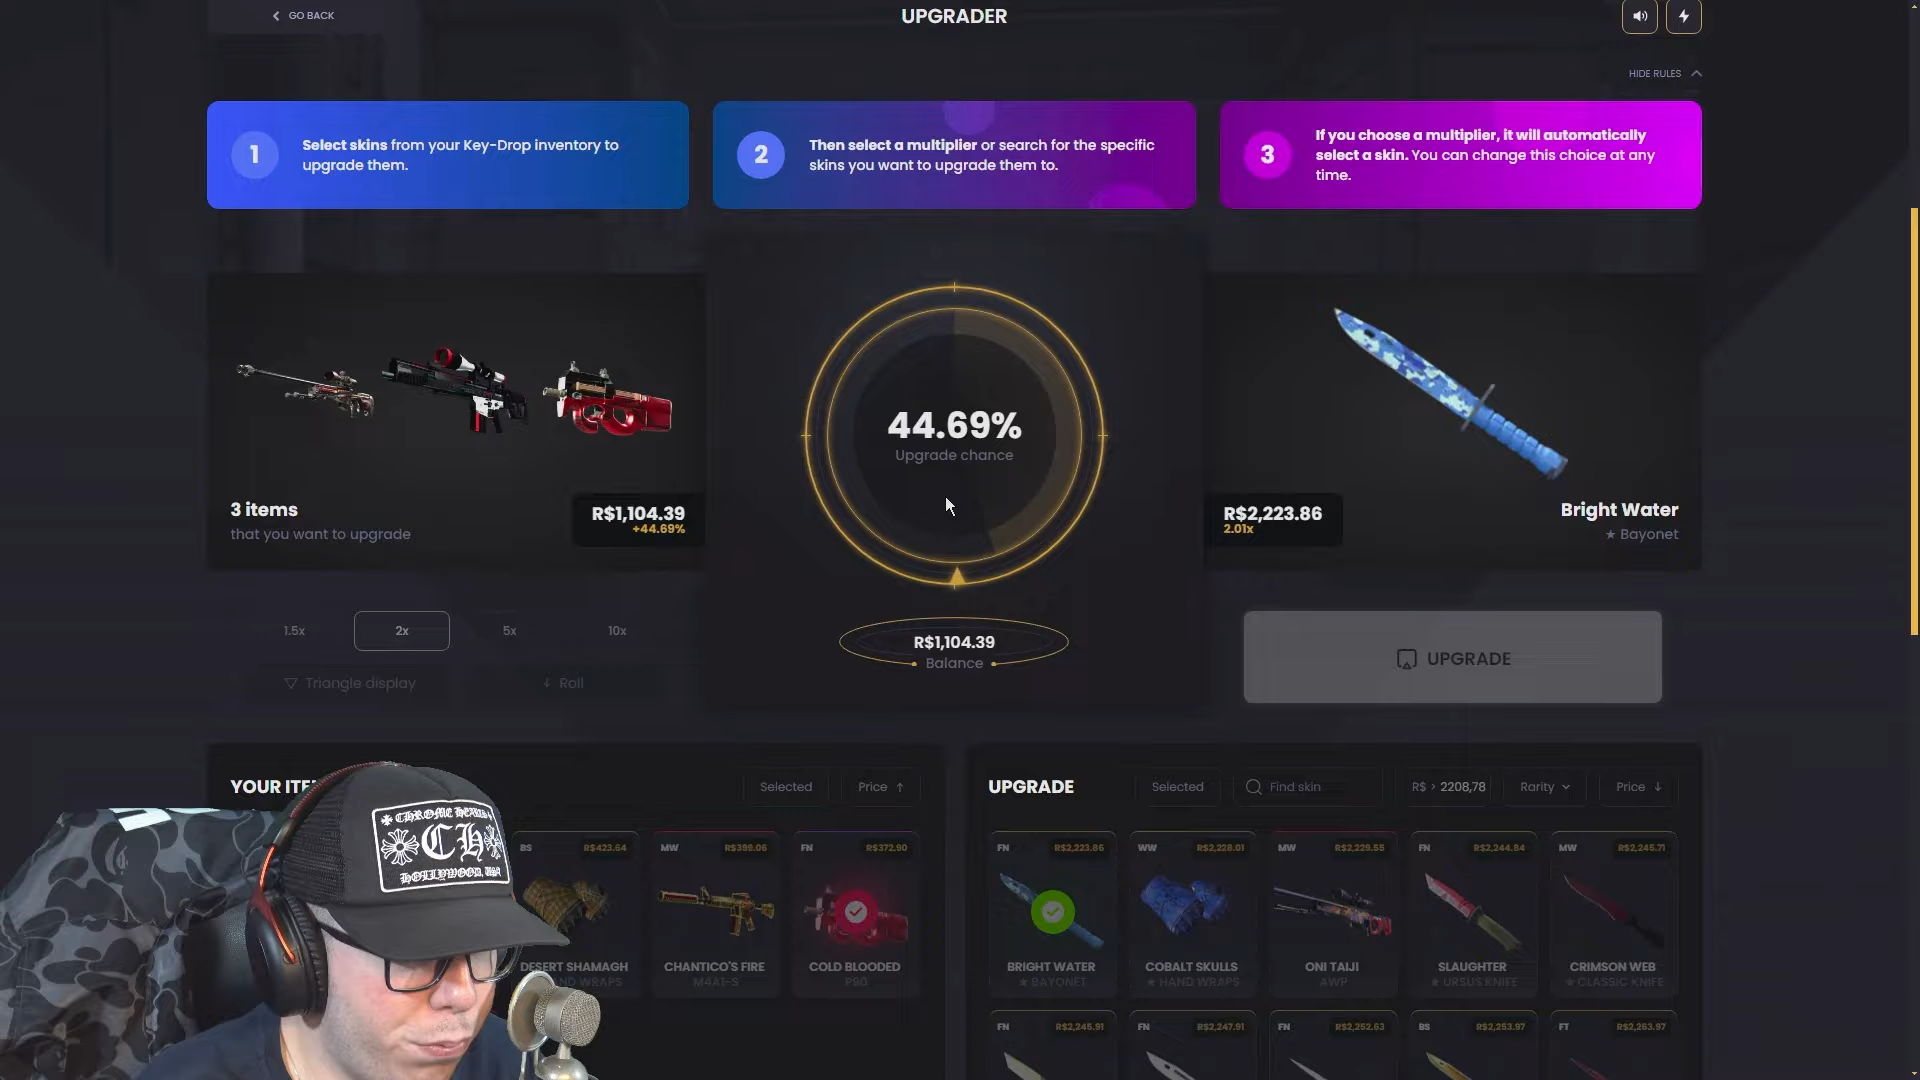 GO BACK
UPGRADER
HIDE RULES
1
Select skins from your Key-Drop inventory to
upgrade them.
2
Then select a multiplier or search for the specific
skins you want to upgrade them to.
3
If you choose a multiplier, it will automatically
select a skin. You can change this choice at any
time.
44.69%
Upgrade chance
3 items
that you want to upgrade
R$1,104.39
+44.69%
R$2,223.86
2.01x
Bright Water
★ Bayonet
1.5x
2x
5x
10x
Triangle display
Roll
R$1,104.39
Balance
UPGRADE
YOUR ITE
Selected
Price
BS
R$423.64
MW
R$399.06
FN
R$372.90
DESERT SHAMAGH
ND WRAPS
CHANTICO'S FIRE
M4A1-S
COLD BLOODED
P90
UPGRADE
Selected
Find skin
R$ > 2208,78
Rarity
Price
FN
R$2,223.86
WW
R$2,228.01
MW
R$2,229.55
FN
R$2,244.84
MW
R$2,245.71
BRIGHT WATER
★ BAYONET
COBALT SKULLS
★ HAND WRAPS
ONI TAIJI
AWP
SLAUGHTER
★ URSUS KNIFE
CRIMSON WEB
★ CLASSIC KNIFE
FN
R$2,245.91
FN
R$2,247.91
FN
R$2,252.63
BS
R$2,253.97
FT
R$2,263.97
CHROME HEARTS
CH
HOLLYWOOD, USA